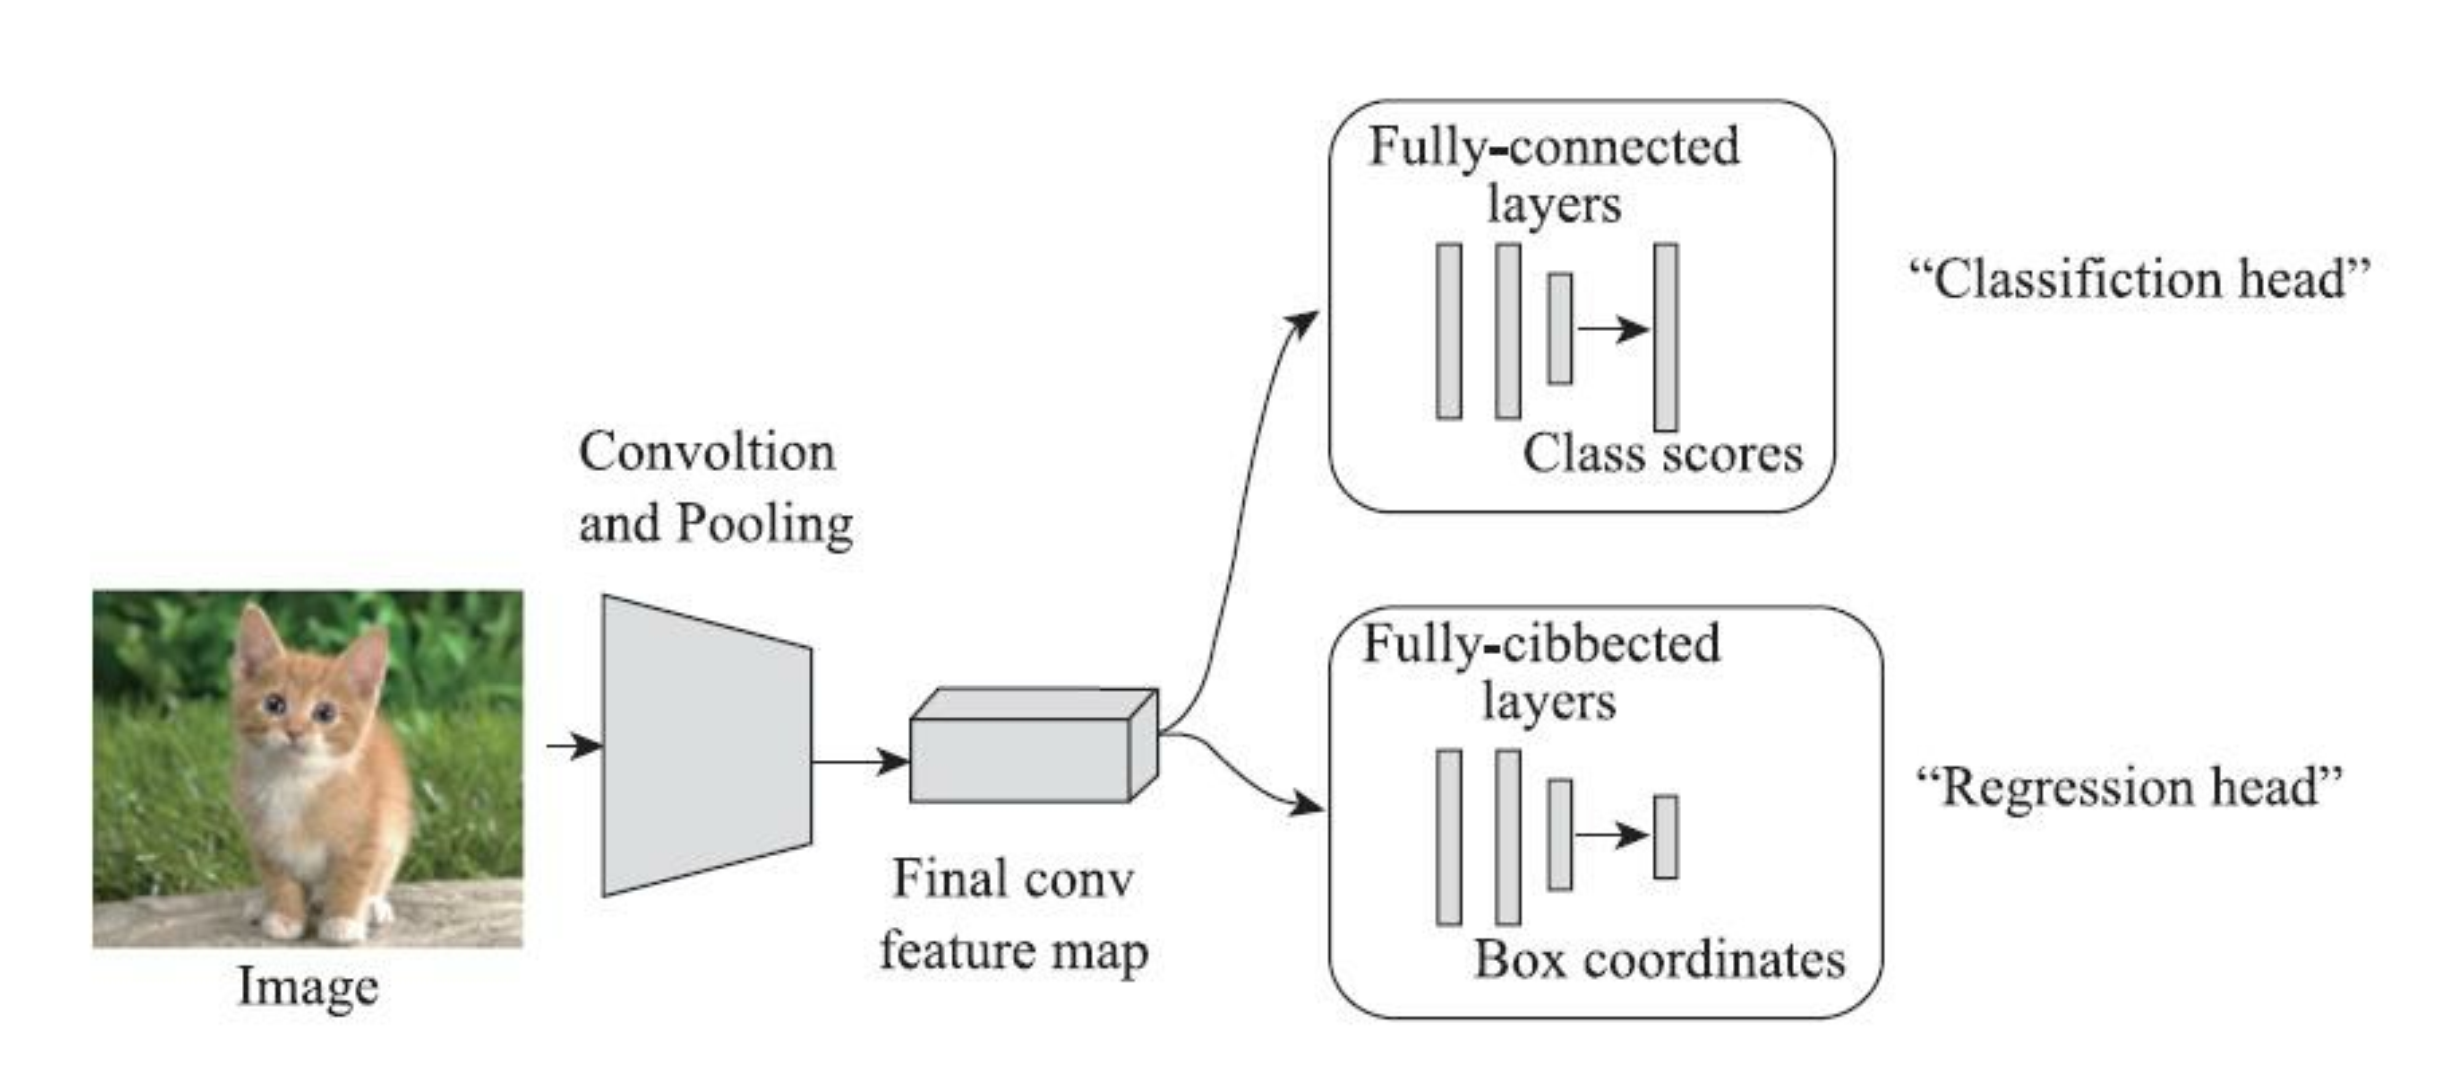 Fully-connected
layers
Class scores
“Classifiction head”
Convoltion
and Pooling
Image
Final conv
feature map
Fully-cibbected
layers
Box coordinates
“Regression head”